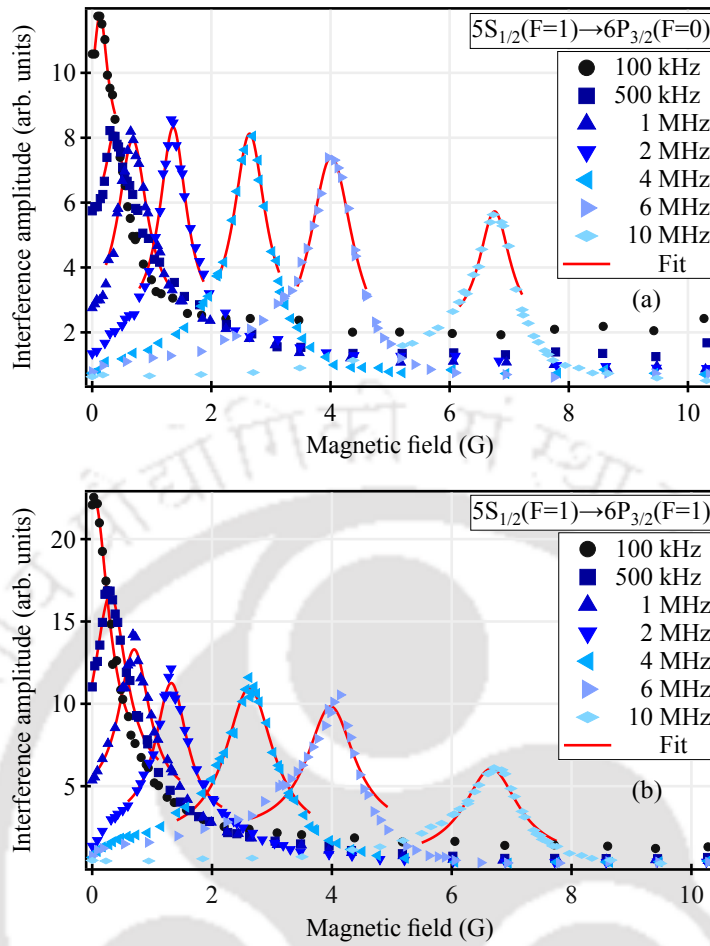 5S1/2(F=1)→6P3/2(F=0)
100 kHz
500 kHz
1 MHz
2 MHz
4 MHz
6 MHz
10 MHz
Fit
(a)
Interference amplitude (arb. units)
10
8
6
4
2
0 2 4 6 8 10
Magnetic field (G)
5S1/2(F=1)→6P3/2(F=1)
100 kHz
500 kHz
1 MHz
2 MHz
4 MHz
6 MHz
10 MHz
Fit
(b)
Interference amplitude (arb. units)
20
15
10
5
0 2 4 6 8 10
Magnetic field (G)